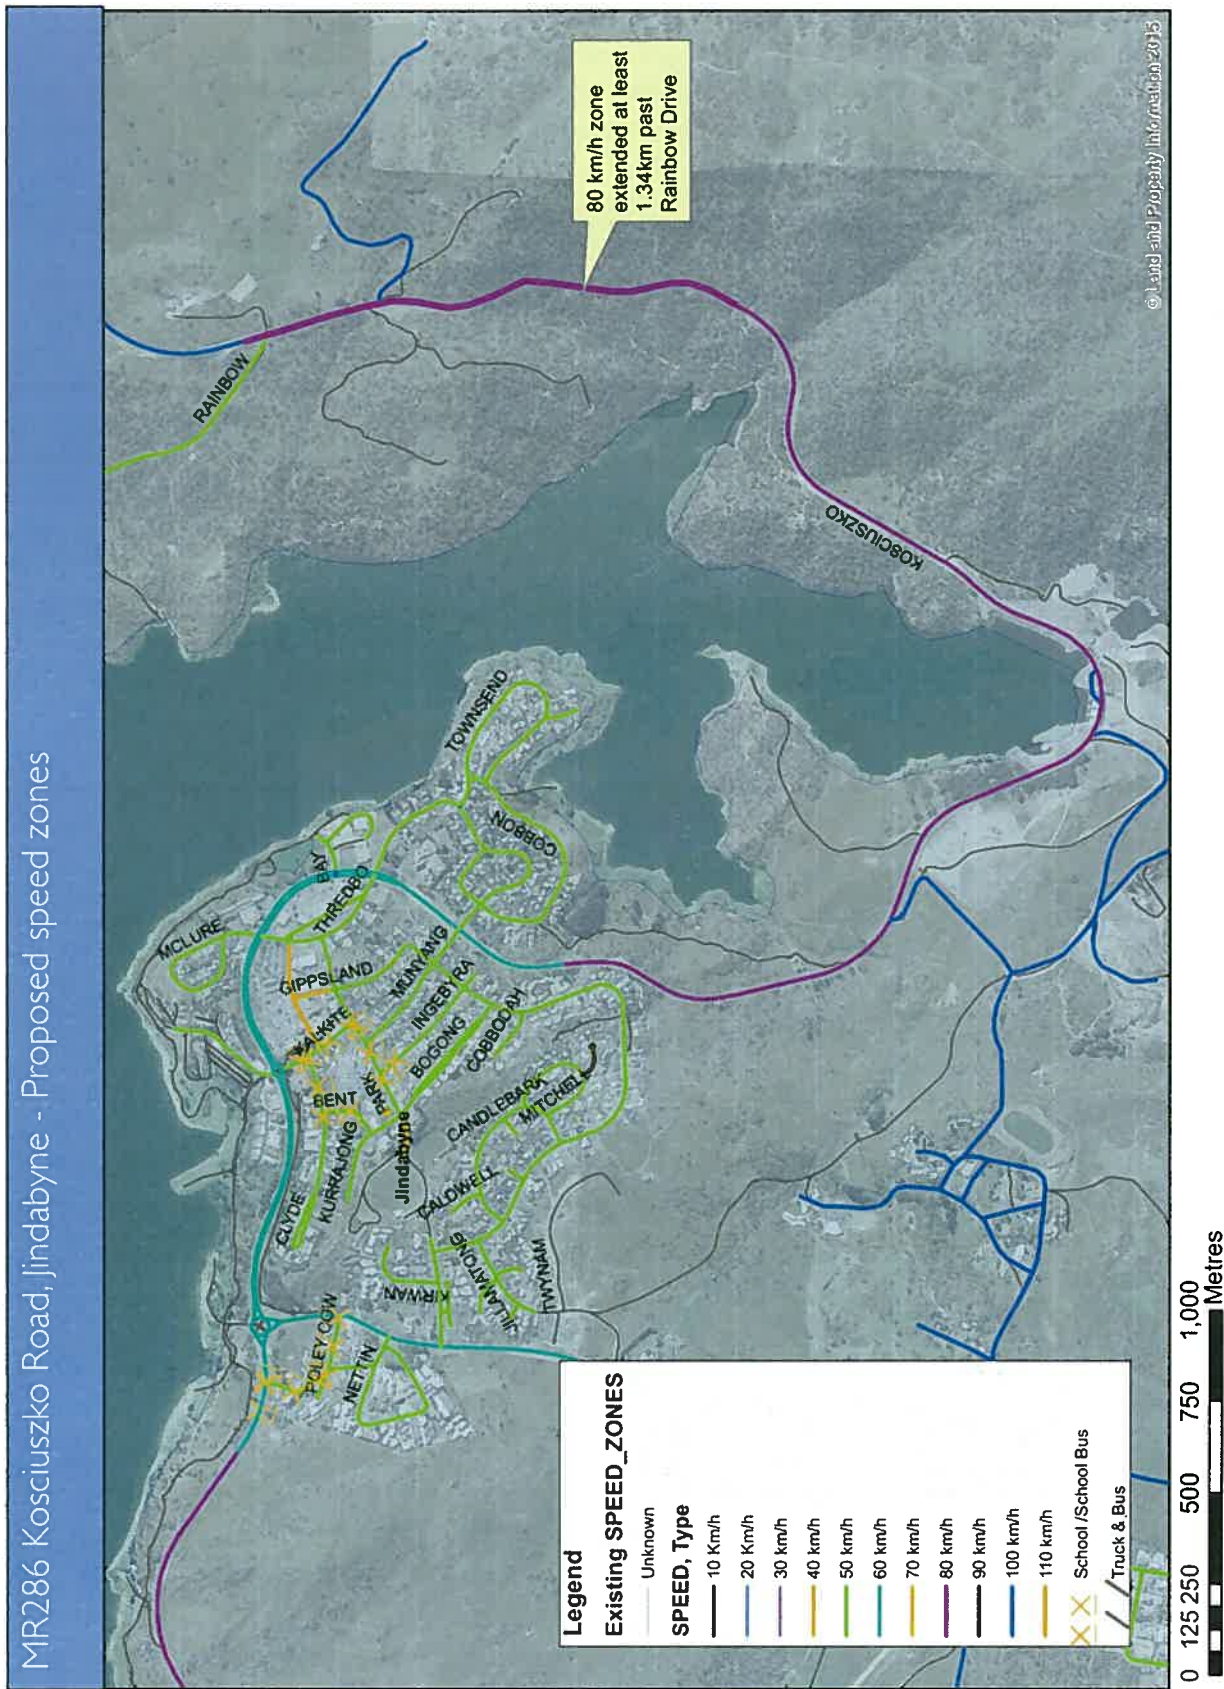 MR286 Kosciuszko Road, Jindabyne - Proposed speed zones
80 km/h zone
extended at least
1.34km past
Rainbow Drive
RAINBOW
KOSCIUSZKO
TOWNSEND
COBBON
BAY
THREDBO
MCLURE
GIPPSLAND
MUNYANG
INGEBYRA
KALKITE
BOGONG
COBBODAH
PARK
BENT
CANDLEBARK
MITCHELL
Jindabyne
KURRAJONG
CLYDE
CALDWELL
JILLAMATONG
TWYNAM
KIRWAN
POLEY COW
NETTIN
© Land and Property Information 2015
Legend
Existing SPEED_ZONES
Unknown
SPEED, Type
10 Km/h
20 Km/h
30 km/h
40 km/h
50 km/h
60 km/h
70 km/h
80 km/h
90 km/h
100 km/h
110 km/h
School /School Bus
Truck & Bus
0 125 250 500 750 1,000
Metres